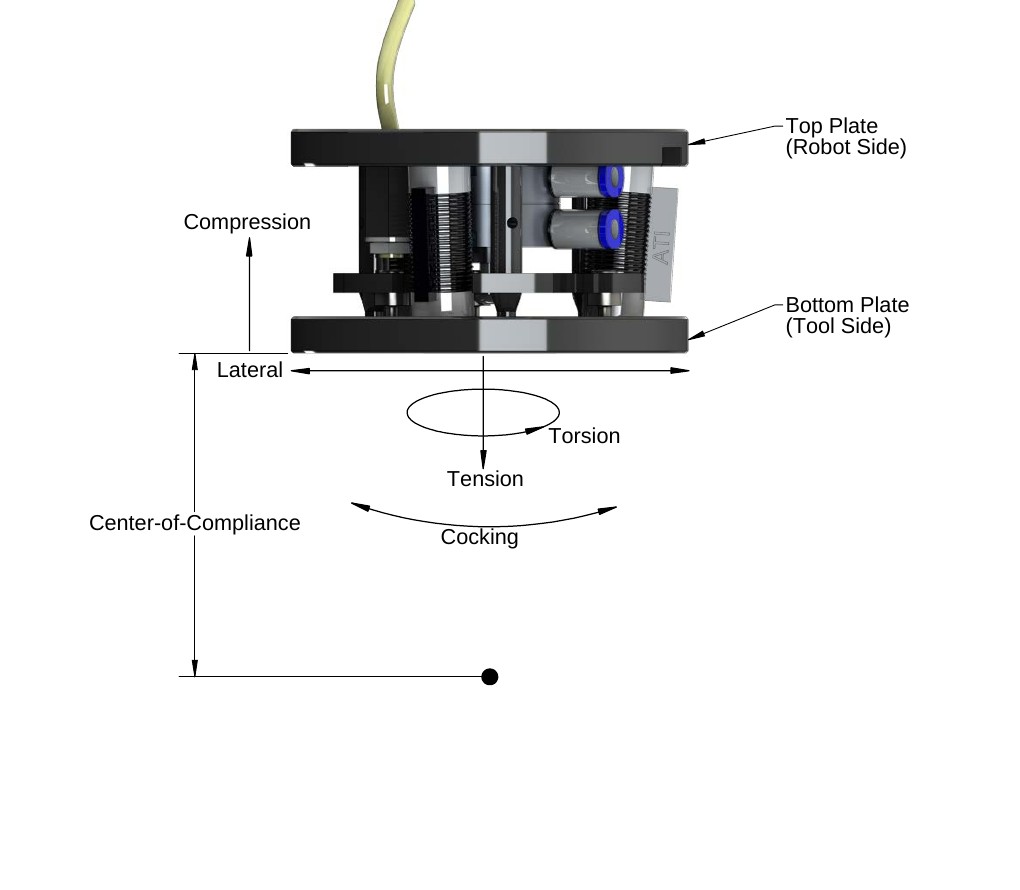 Top Plate
(Robot Side)
Compression
ATI
Bottom Plate
(Tool Side)
Lateral
Torsion
Tension
Center-of-Compliance
Cocking